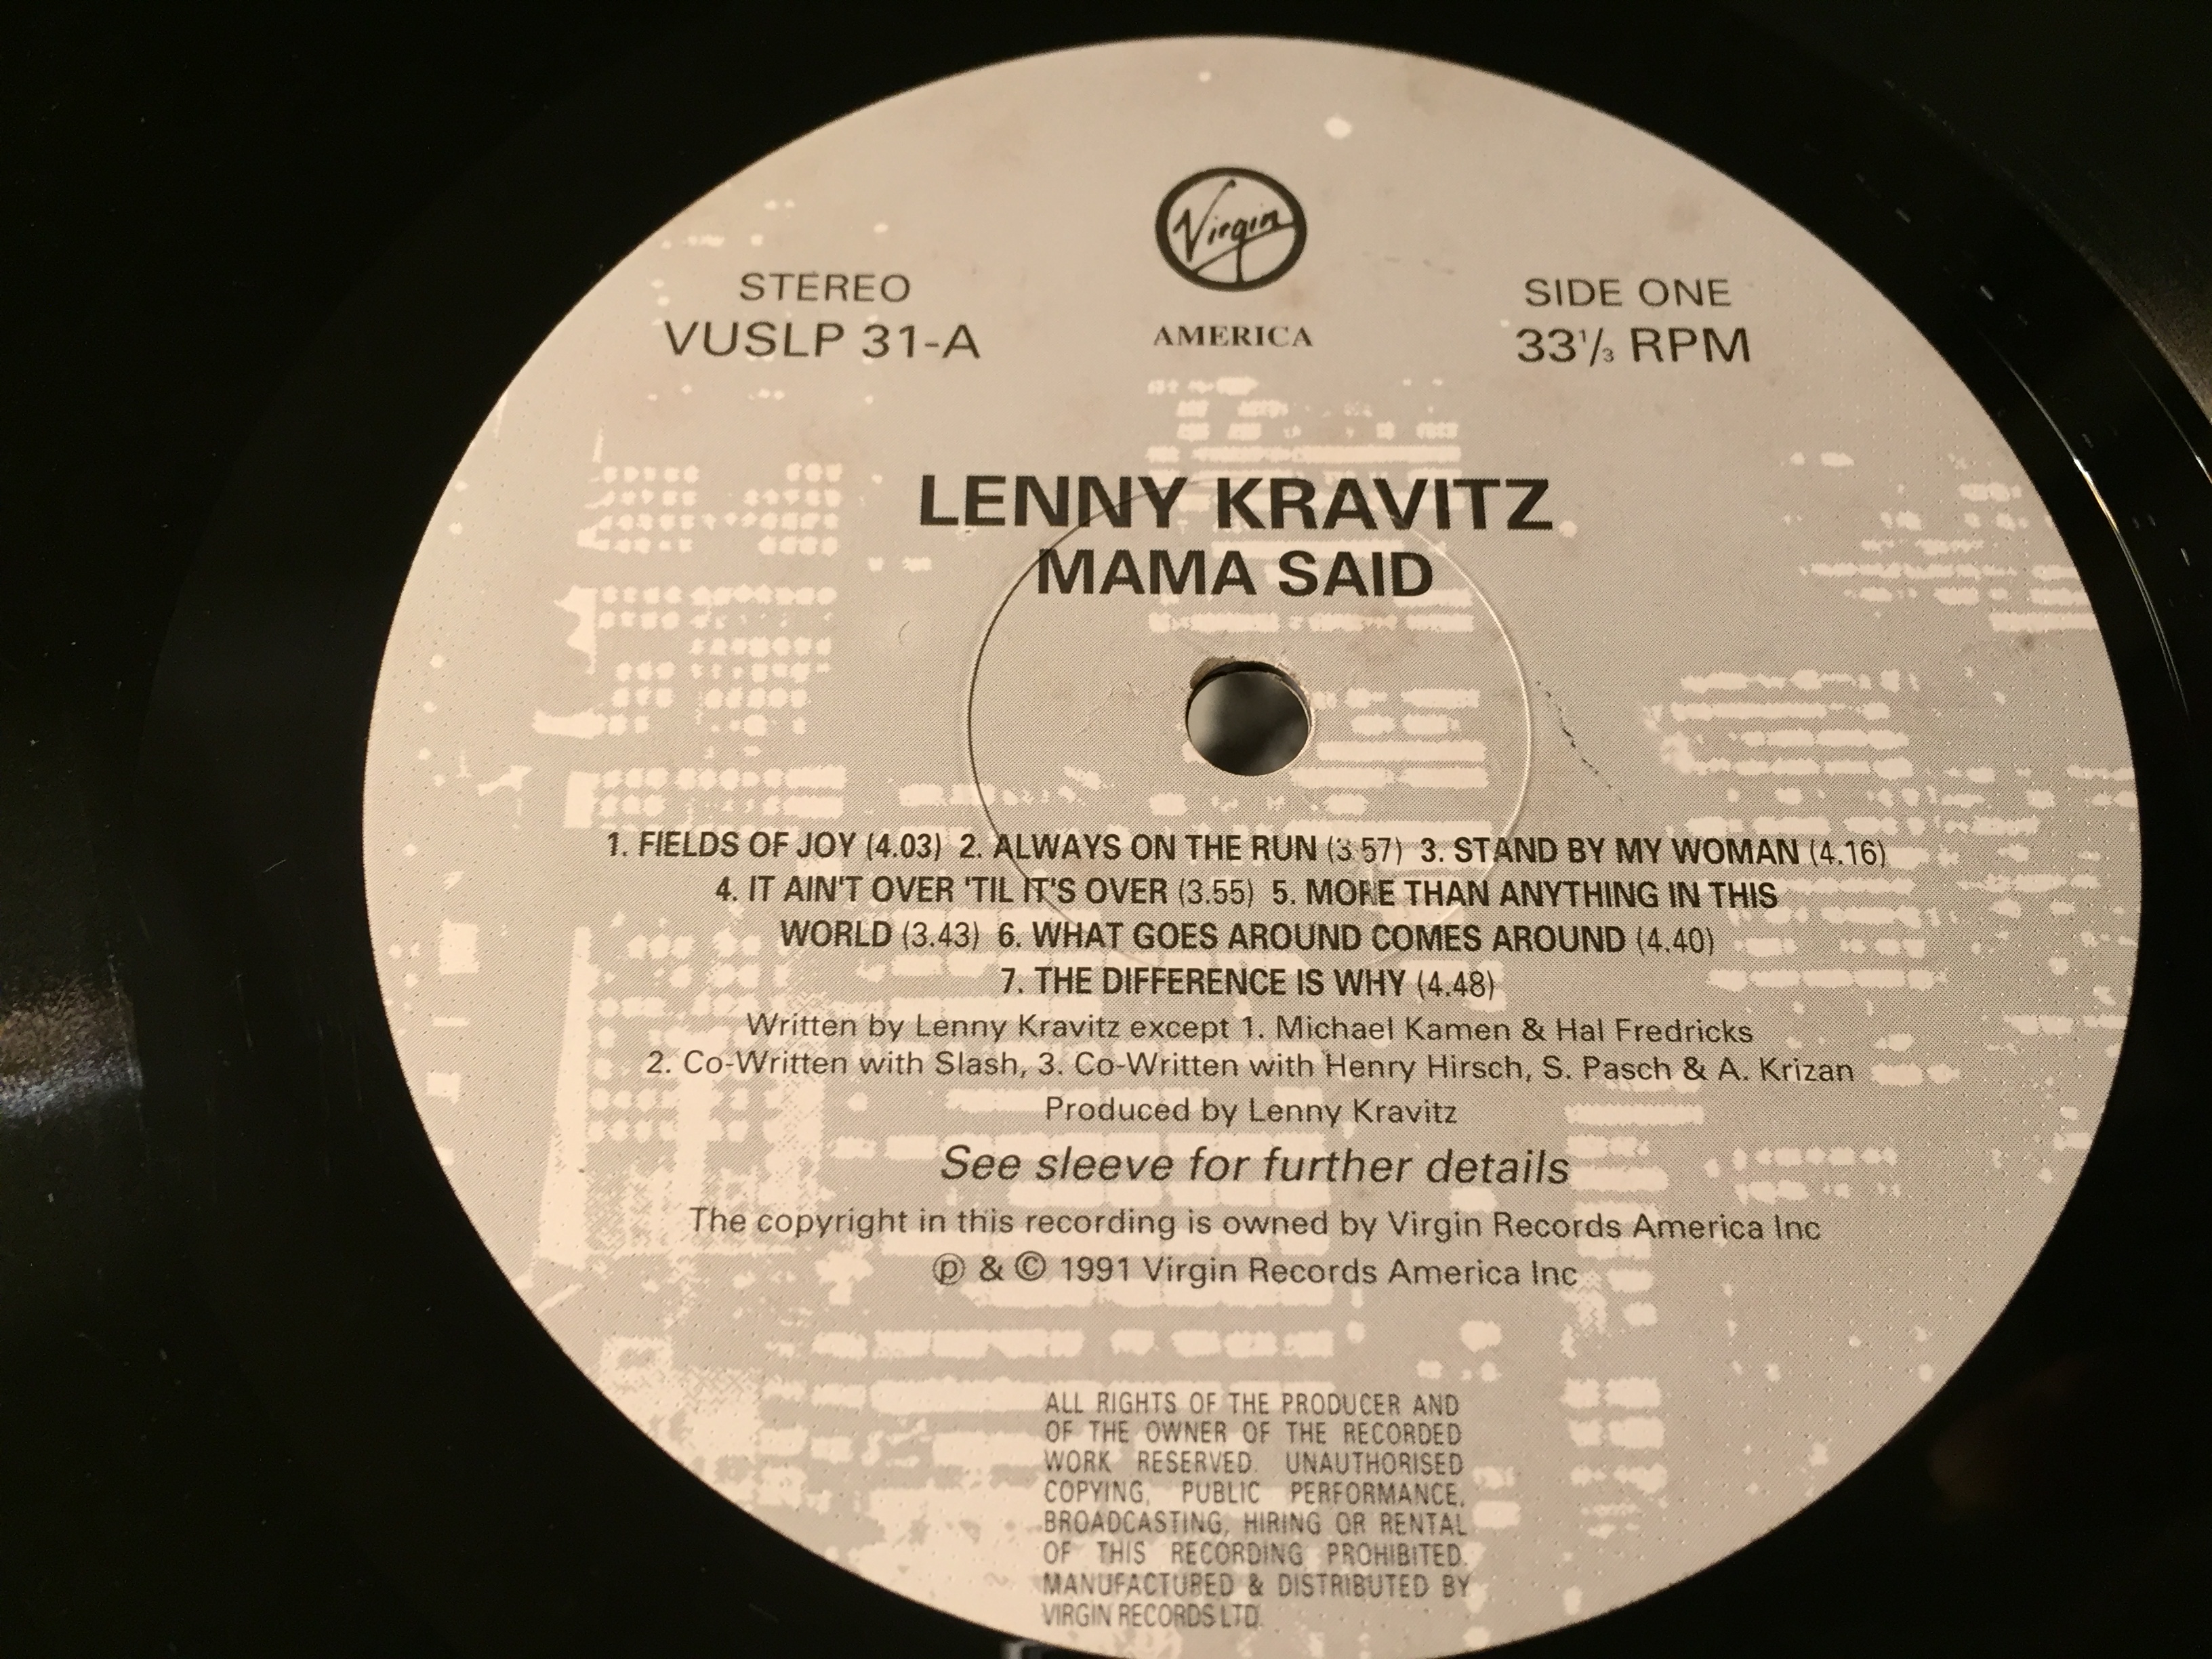 Virgin
AMERICA
STEREO
VUSLP 31-A
SIDE ONE
33⅓ RPM
LENNY KRAVITZ
MAMA SAID
1. FIELDS OF JOY (4.03) 2. ALWAYS ON THE RUN (3.57) 3. STAND BY MY WOMAN (4.16)
4. IT AIN'T OVER 'TIL IT'S OVER (3.55) 5. MORE THAN ANYTHING IN THIS
WORLD (3.43) 6. WHAT GOES AROUND COMES AROUND (4.40)
7. THE DIFFERENCE IS WHY (4.48)
Written by Lenny Kravitz except 1. Michael Kamen & Hal Fredricks
2. Co-Written with Slash, 3. Co-Written with Henry Hirsch, S. Pasch & A. Krizan
Produced by Lenny Kravitz
See sleeve for further details
The copyright in this recording is owned by Virgin Records America Inc
℗ & © 1991 Virgin Records America Inc
ALL RIGHTS OF THE PRODUCER AND
OF THE OWNER OF THE RECORDED
WORK RESERVED. UNAUTHORISED
COPYING, PUBLIC PERFORMANCE,
BROADCASTING, HIRING OR RENTAL
OF THIS RECORDING PROHIBITED.
MANUFACTURED & DISTRIBUTED BY
VIRGIN RECORDS LTD.